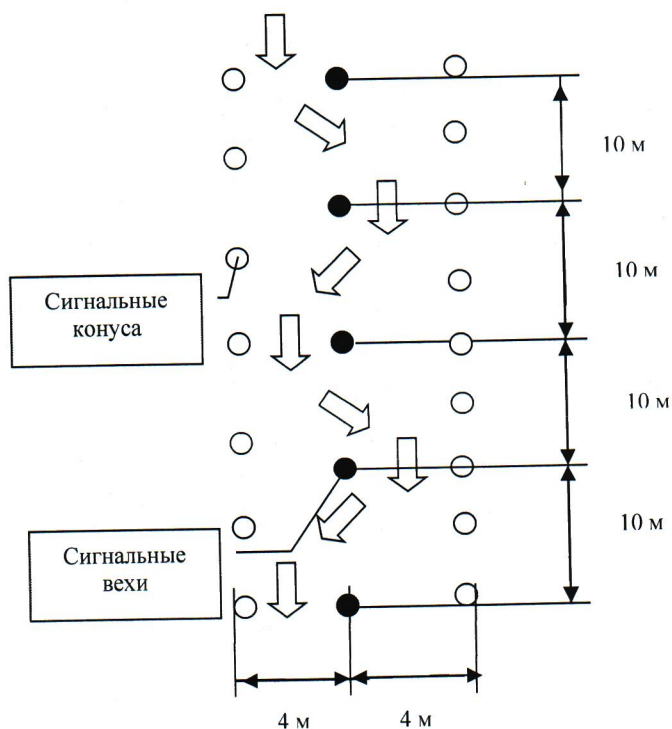 10 м
10 м
Сигнальные
конуса
10 м
10 м
Сигнальные
вехи
4 м
4 м